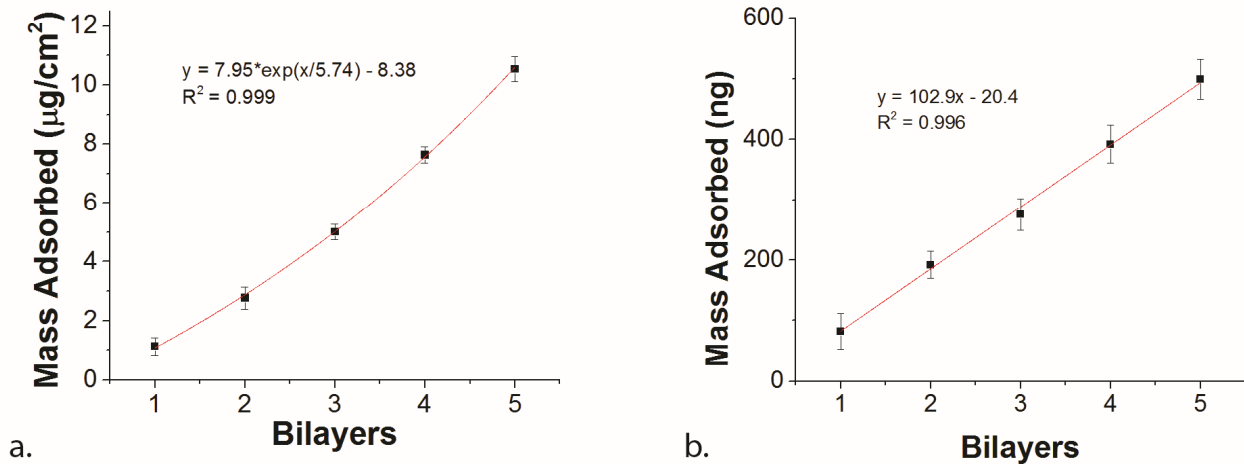 12
10
8
6
4
2
0
Mass Adsorbed (μg/cm²)
y = 7.95*exp(x/5.74) - 8.38
R² = 0.999
1 2 3 4 5
Bilayers
a.
600
400
200
0
Mass Adsorbed (ng)
y = 102.9x - 20.4
R² = 0.996
1 2 3 4 5
Bilayers
b.